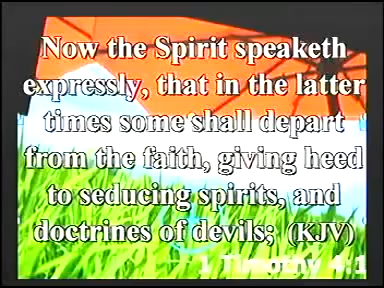 Now the Spirit speaketh
expressly, that in the latter
times some shall depart
from the faith, giving heed
to seducing spirits, and
doctrines of devils; (KJV)
1 Timothy 4:1